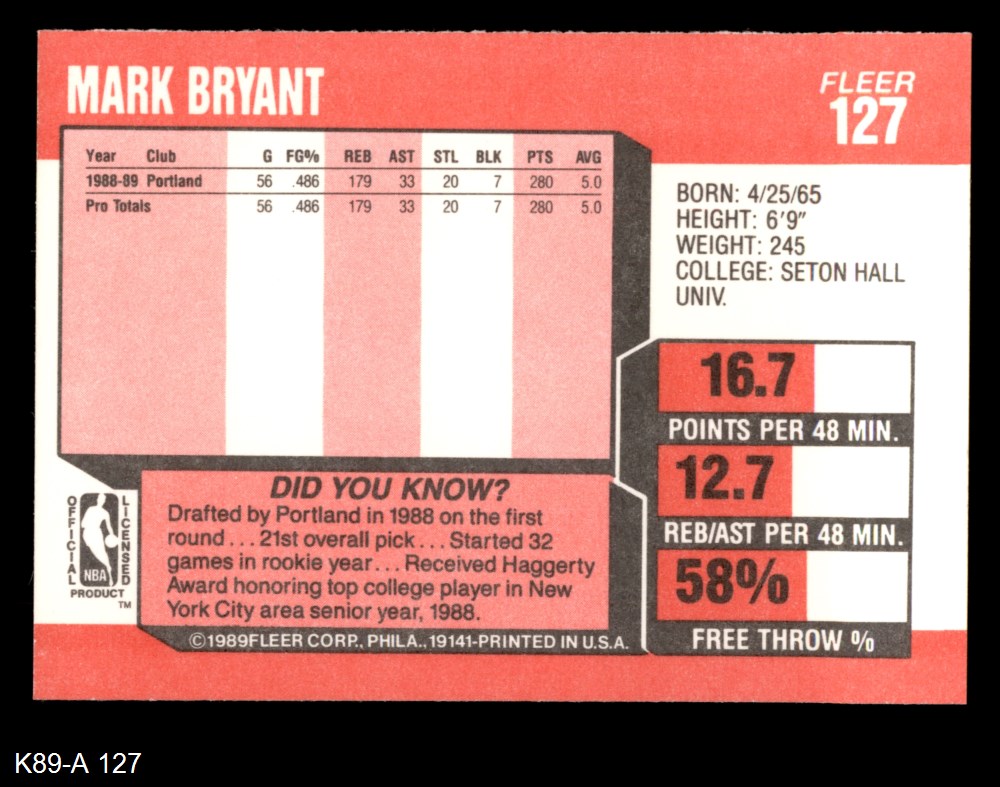 MARK BRYANT
FLEER
127
Year Club G FG% REB AST STL BLK PTS AVG
1988-89 Portland 56 .486 179 33 20 7 280 5.0
Pro Totals 56 .486 179 33 20 7 280 5.0
BORN: 4/25/65
HEIGHT: 6'9"
WEIGHT: 245
COLLEGE: SETON HALL
UNIV.
16.7
POINTS PER 48 MIN.
12.7
REB/AST PER 48 MIN.
58%
FREE THROW %
OFFICIAL
NBA
LICENSED
PRODUCT
TM
DID YOU KNOW?
Drafted by Portland in 1988 on the first
round...21st overall pick...Started 32
games in rookie year...Received Haggerty
Award honoring top college player in New
York City area senior year, 1988.
©1989FLEER CORP., PHILA., 19141-PRINTED IN U.S.A.
K89-A 127